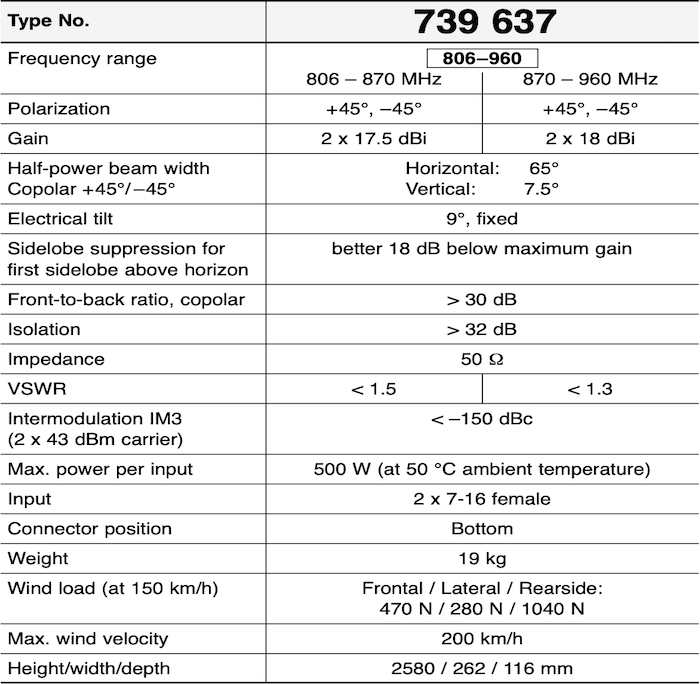 Type No. 739 637
Frequency range 806–960
806 – 870 MHz 870 – 960 MHz
Polarization +45°, –45° +45°, –45°
Gain 2 x 17.5 dBi 2 x 18 dBi
Half-power beam width Horizontal: 65°
Copolar +45°/–45° Vertical: 7.5°
Electrical tilt 9°, fixed
Sidelobe suppression for better 18 dB below maximum gain
first sidelobe above horizon
Front-to-back ratio, copolar > 30 dB
Isolation > 32 dB
Impedance 50 Ω
VSWR < 1.5 < 1.3
Intermodulation IM3 < –150 dBc
(2 x 43 dBm carrier)
Max. power per input 500 W (at 50 °C ambient temperature)
Input 2 x 7-16 female
Connector position Bottom
Weight 19 kg
Wind load (at 150 km/h) Frontal / Lateral / Rearside:
470 N / 280 N / 1040 N
Max. wind velocity 200 km/h
Height/width/depth 2580 / 262 / 116 mm